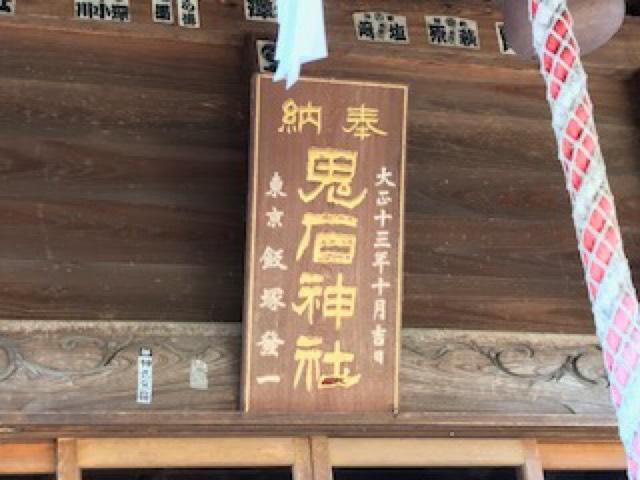 奉納
大正十三年十月吉日
鬼石神社
東京 飯塚發一